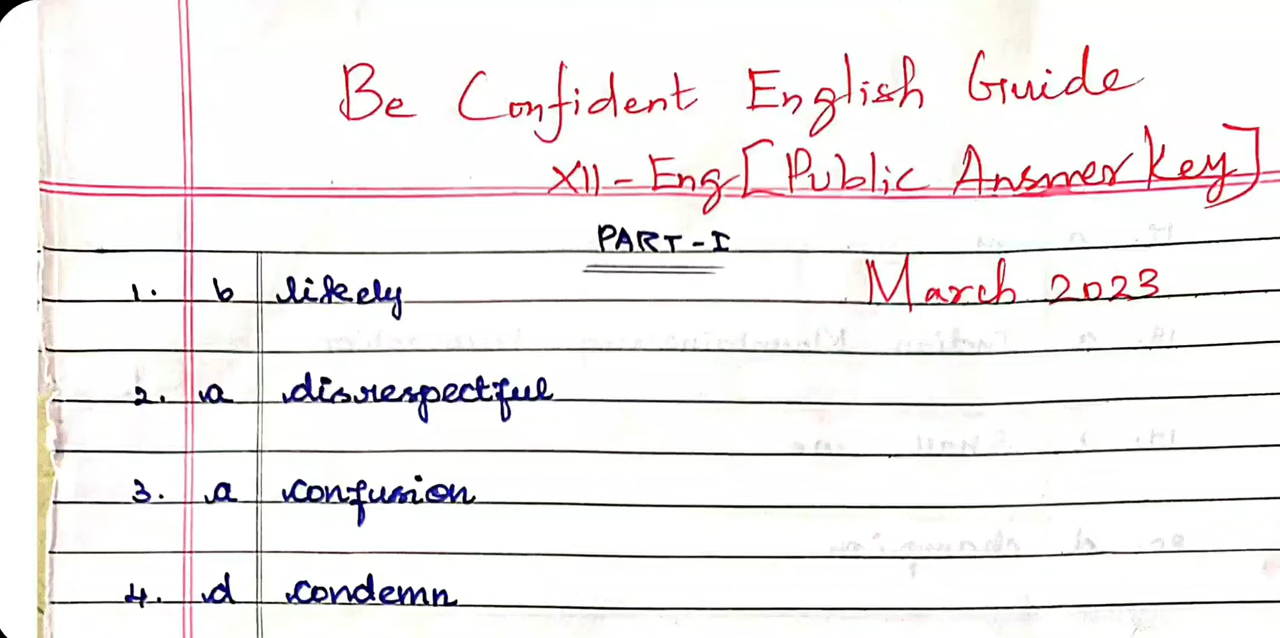 Be Confident English Guide
XII - Eng [Public Answer Key]
PART - I
March 2023
1. b likely
2. a disrespectful
3. a confusion
4. d condemn